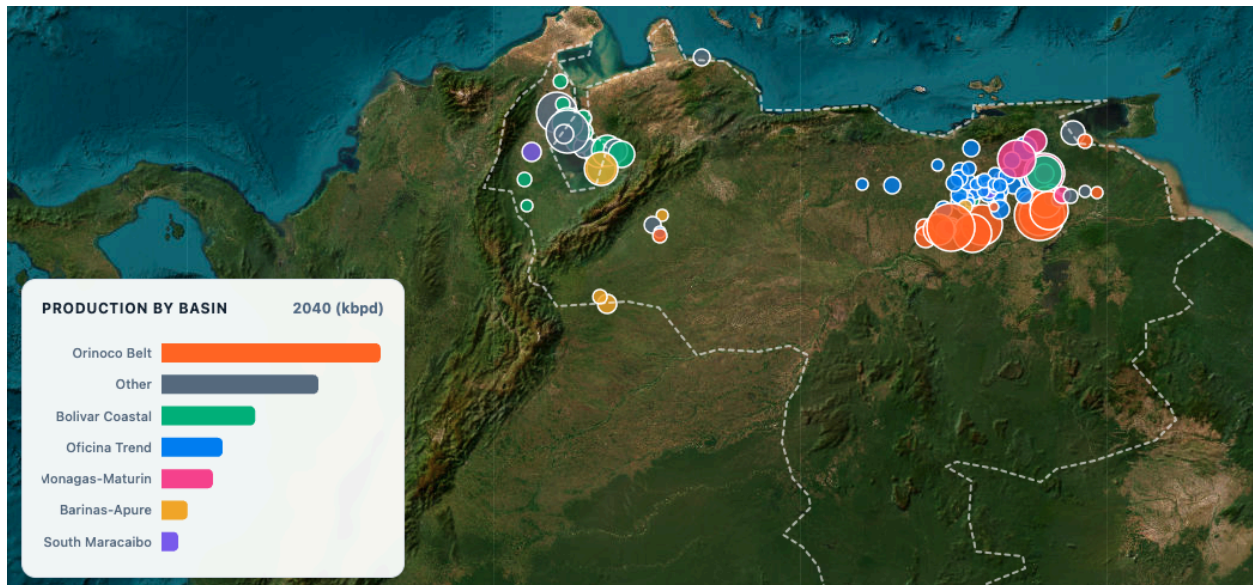 PRODUCTION BY BASIN 2040 (kbpd)
Orinoco Belt
Other
Bolivar Coastal
Oficina Trend
Monagas-Maturin
Barinas-Apure
South Maracaibo